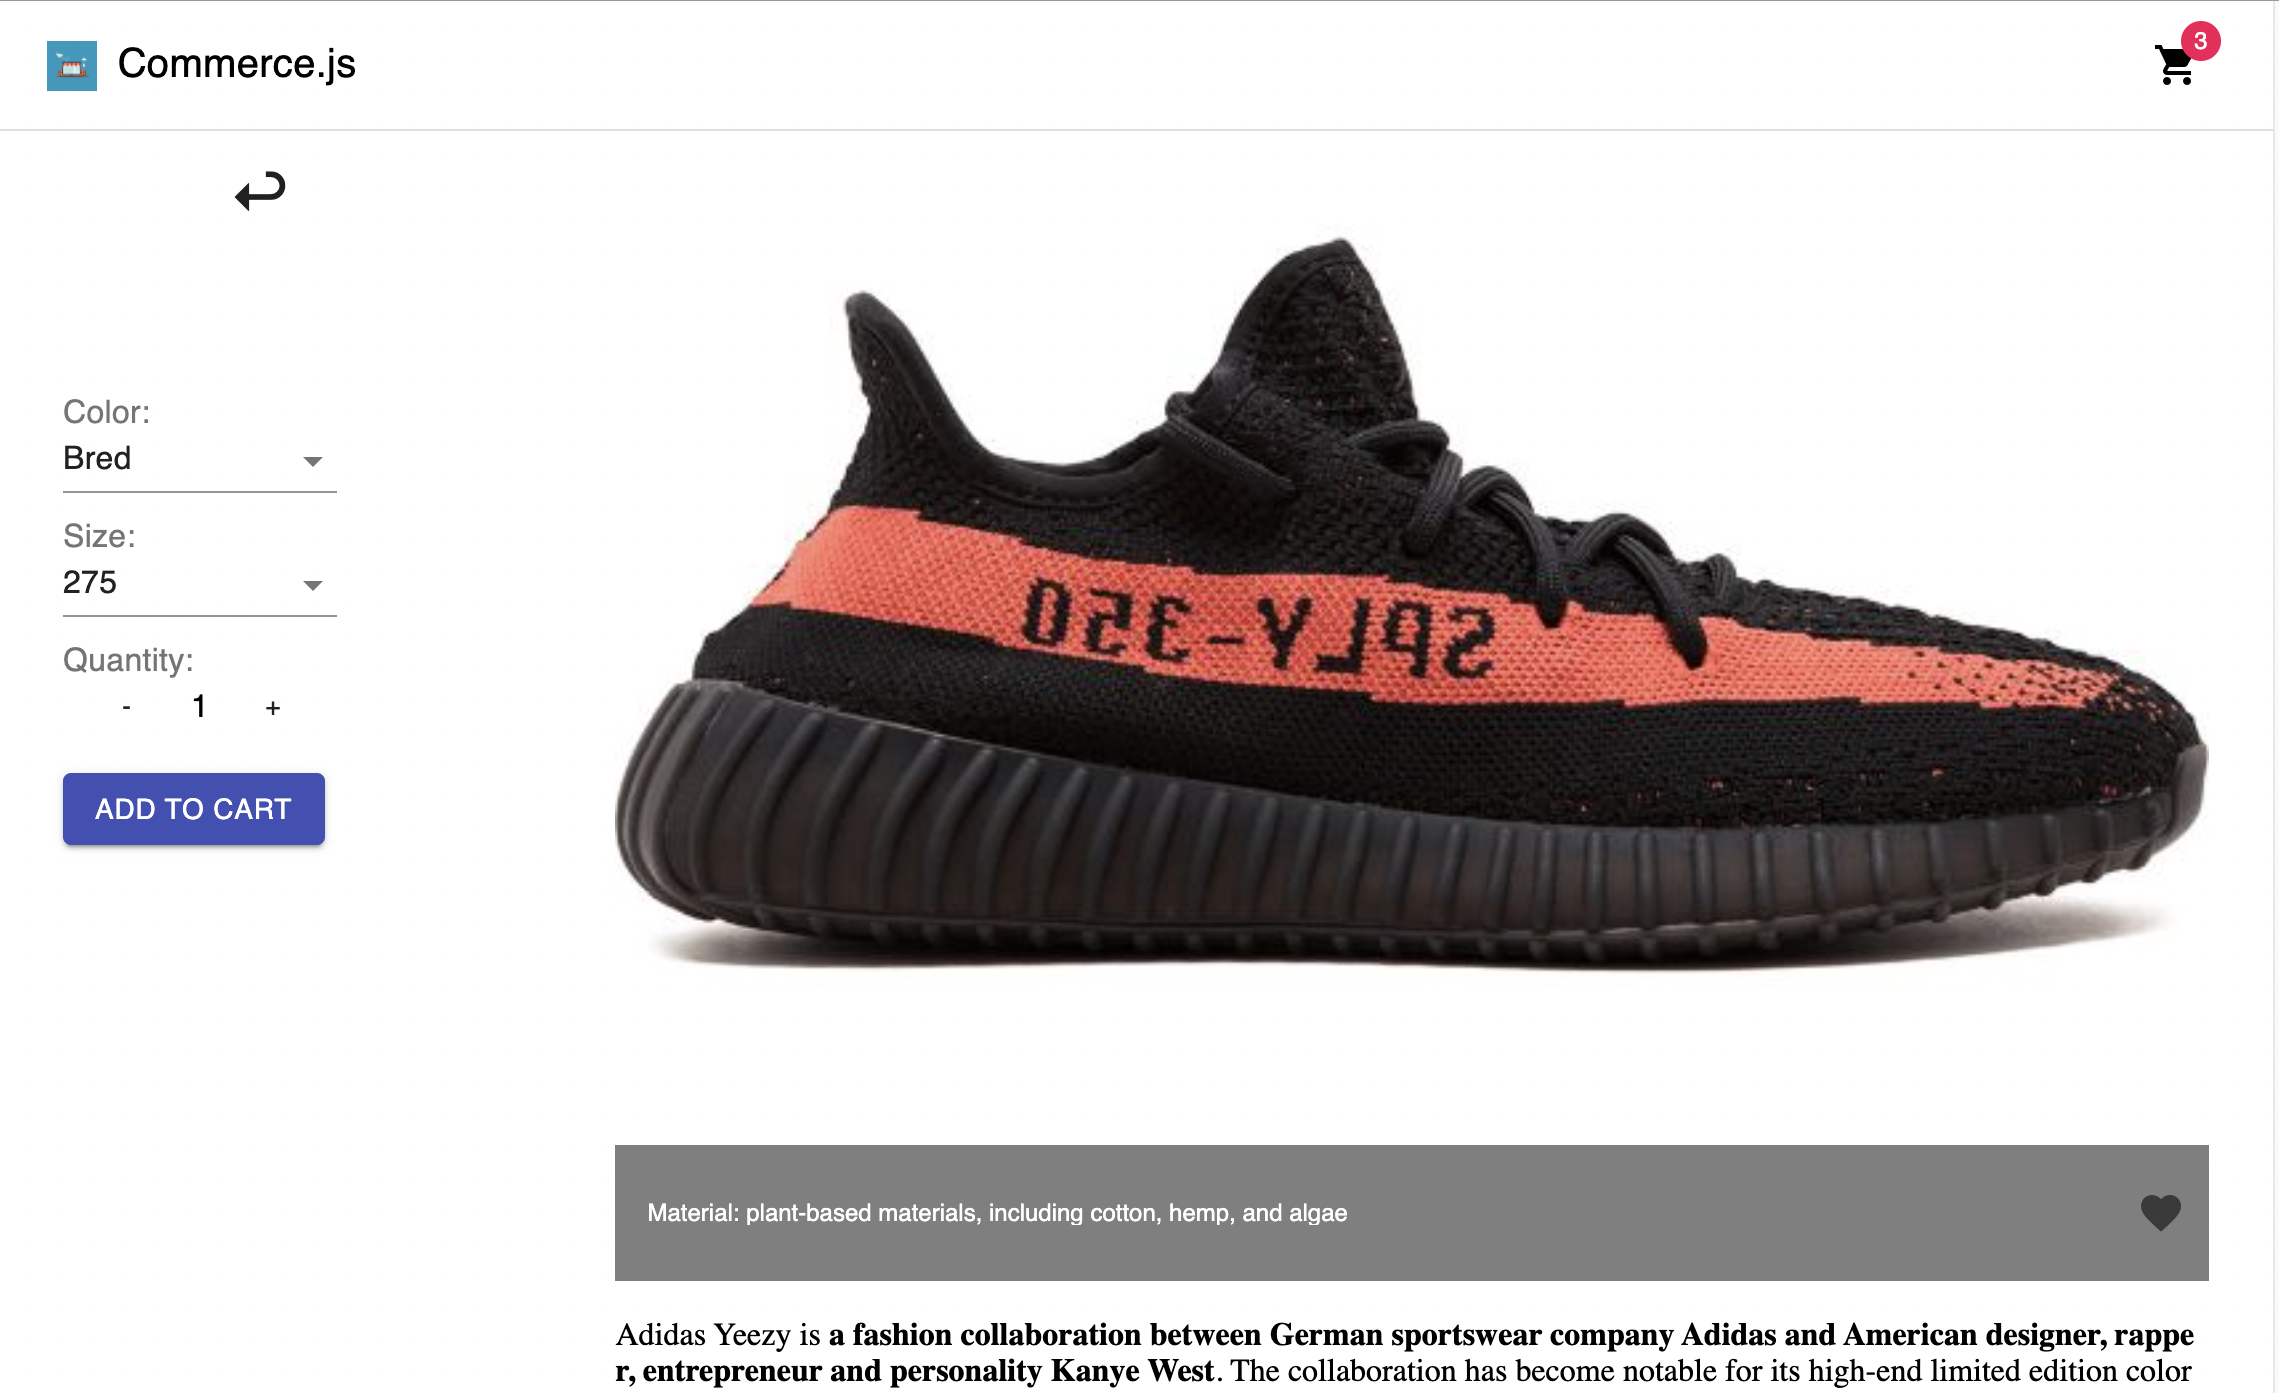 Commerce.js
3
Color:
Bred
Size:
275
Quantity:
- 1 +
ADD TO CART
SPLY-350
Material: plant-based materials, including cotton, hemp, and algae
Adidas Yeezy is a fashion collaboration between German sportswear company Adidas and American designer, rappe
r, entrepreneur and personality Kanye West. The collaboration has become notable for its high-end limited edition color